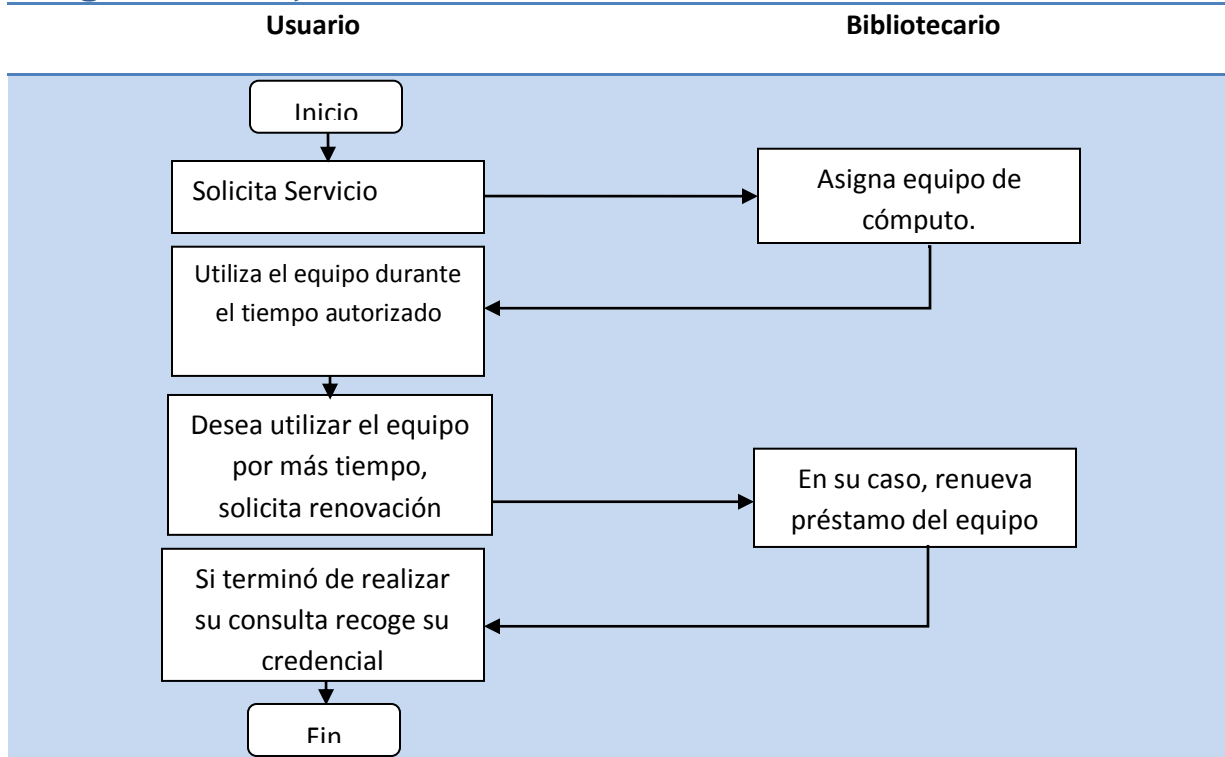 Usuario
Bibliotecario
Inicio
Solicita Servicio
Asigna equipo de
cómputo.
Utiliza el equipo durante
el tiempo autorizado
Desea utilizar el equipo
por más tiempo,
solicita renovación
En su caso, renueva
préstamo del equipo
Si terminó de realizar
su consulta recoge su
credencial
Fin